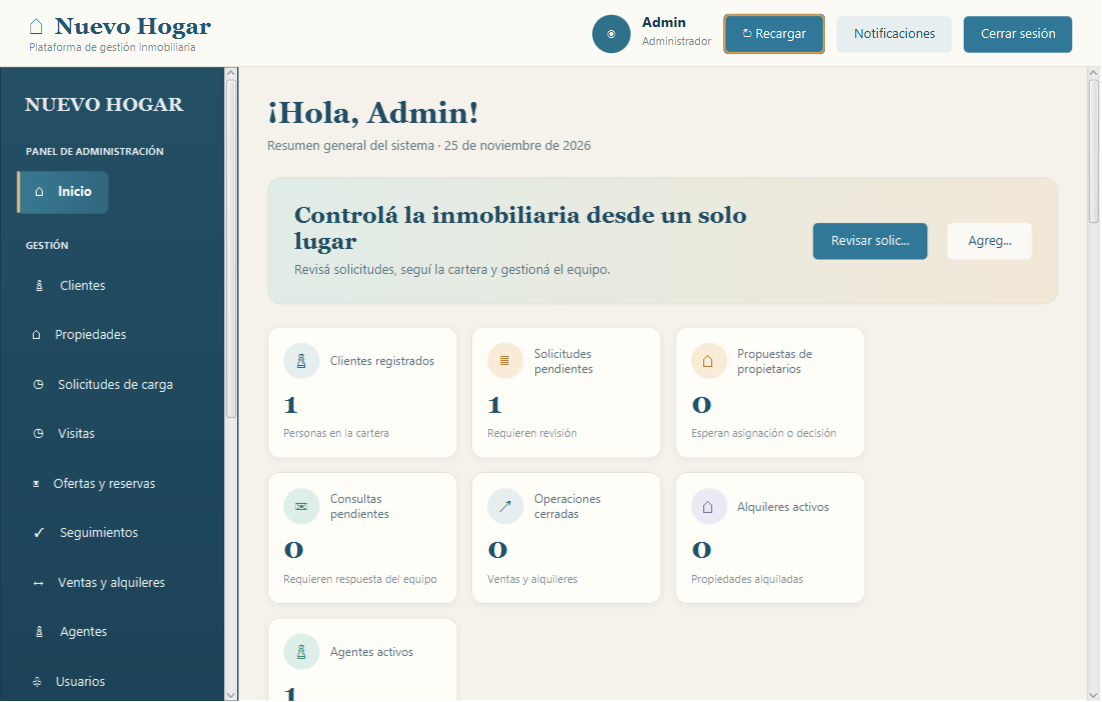 Nuevo Hogar
Plataforma de gestión inmobiliaria
Admin
Administrador
↻ Recargar
Notificaciones
Cerrar sesión
NUEVO HOGAR
PANEL DE ADMINISTRACIÓN
Inicio
GESTIÓN
Clientes
Propiedades
Solicitudes de carga
Visitas
Ofertas y reservas
Seguimientos
Ventas y alquileres
Agentes
Usuarios
¡Hola, Admin!
Resumen general del sistema · 25 de noviembre de 2026
Controlá la inmobiliaria desde un solo
lugar
Revisá solicitudes, seguí la cartera y gestioná el equipo.
Revisar solic...
Agreg...
Clientes registrados
1
Personas en la cartera
Solicitudes
pendientes
1
Requieren revisión
Propuestas de
propietarios
0
Esperan asignación o decisión
Consultas
pendientes
0
Requieren respuesta del equipo
Operaciones
cerradas
0
Ventas y alquileres
Alquileres activos
0
Propiedades alquiladas
Agentes activos
1